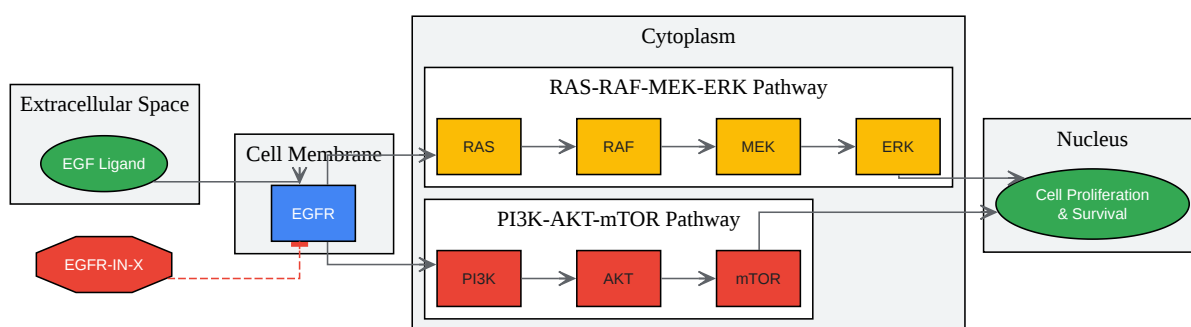 Cytoplasm
RAS-RAF-MEK-ERK Pathway
Extracellular Space
EGF Ligand
Cell Membrane
EGFR
EGFR-IN-X
RAS
RAF
MEK
ERK
PI3K-AKT-mTOR Pathway
PI3K
AKT
mTOR
Nucleus
Cell Proliferation
& Survival